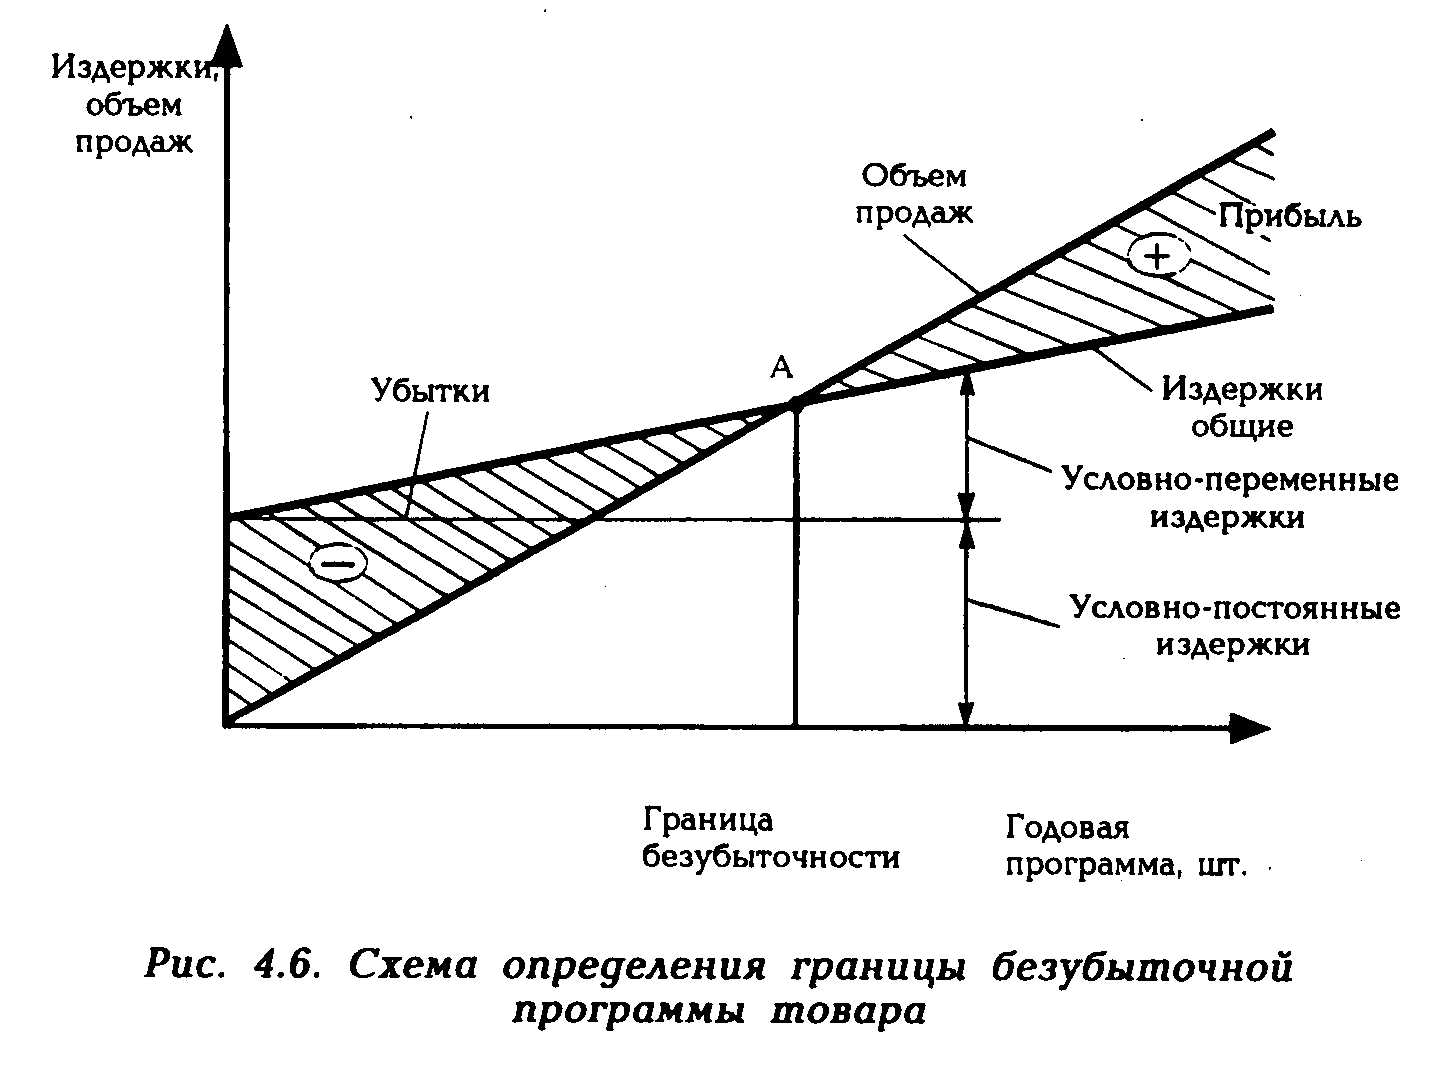 Издержки,
объем
продаж
Объем
продаж
Прибыль
+
А
Убытки
Издержки
общие
Условно-переменные
издержки
−
Условно-постоянные
издержки
Граница
безубыточности
Годовая
программа, шт.
Рис. 4.6. Схема определения границы безубыточной
программы товара